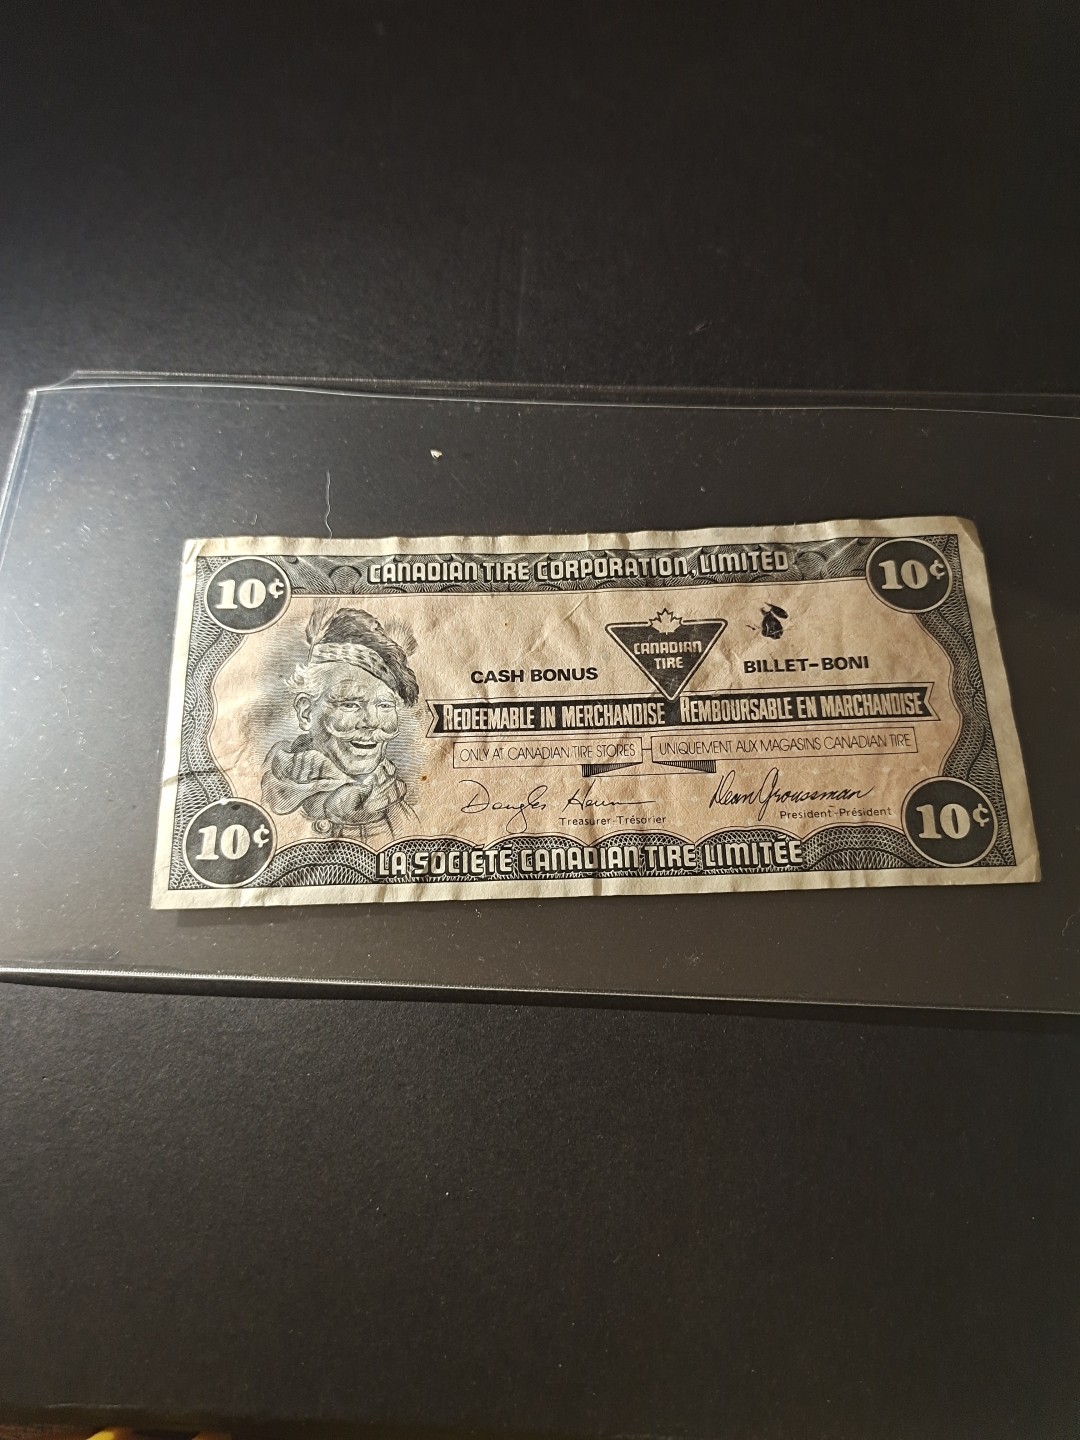 10¢
CANADIAN TIRE CORPORATION, LIMITED
10¢
CANADIAN
TIRE
CASH BONUS
BILLET-BONI
REDEEMABLE IN MERCHANDISE REMBOURSABLE EN MARCHANDISE
ONLY AT CANADIAN TIRE STORES
UNIQUEMENT AUX MAGASINS CANADIAN TIRE
Dean Groussman
Treasurer-Trésorier
President-Président
10¢
LA SOCIÉTÉ CANADIAN TIRE LIMITÉE
10¢